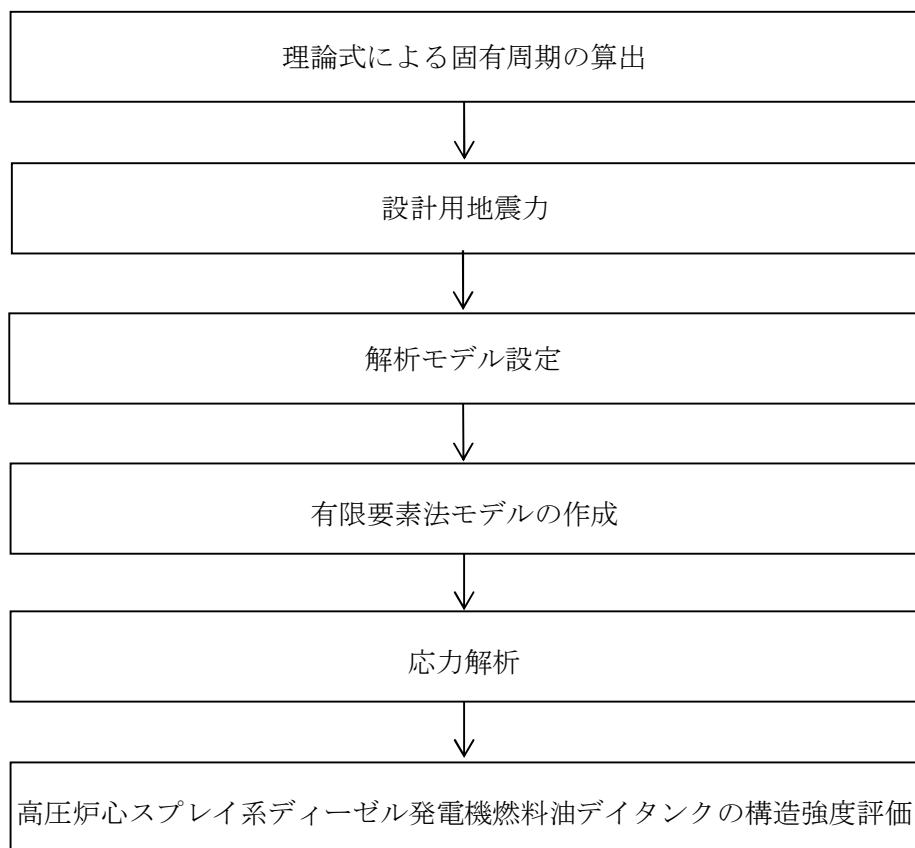 理論式による固有周期の算出
設計用地震力
解析モデル設定
有限要素法モデルの作成
応力解析
高圧炉心スプレイ系ディーゼル発電機燃料油デイタンクの構造強度評価